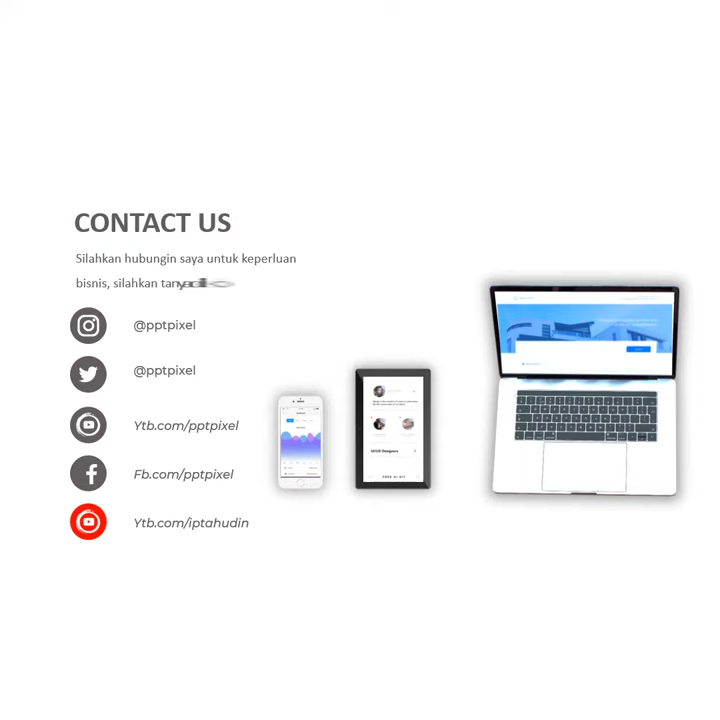 CONTACT US
Silahkan hubungin saya untuk keperluan
bisnis, silahkan
@pptpixel
@pptpixel
Ytb.com/pptpixel
Fb.com/pptpixel
Ytb.com/iptahudin